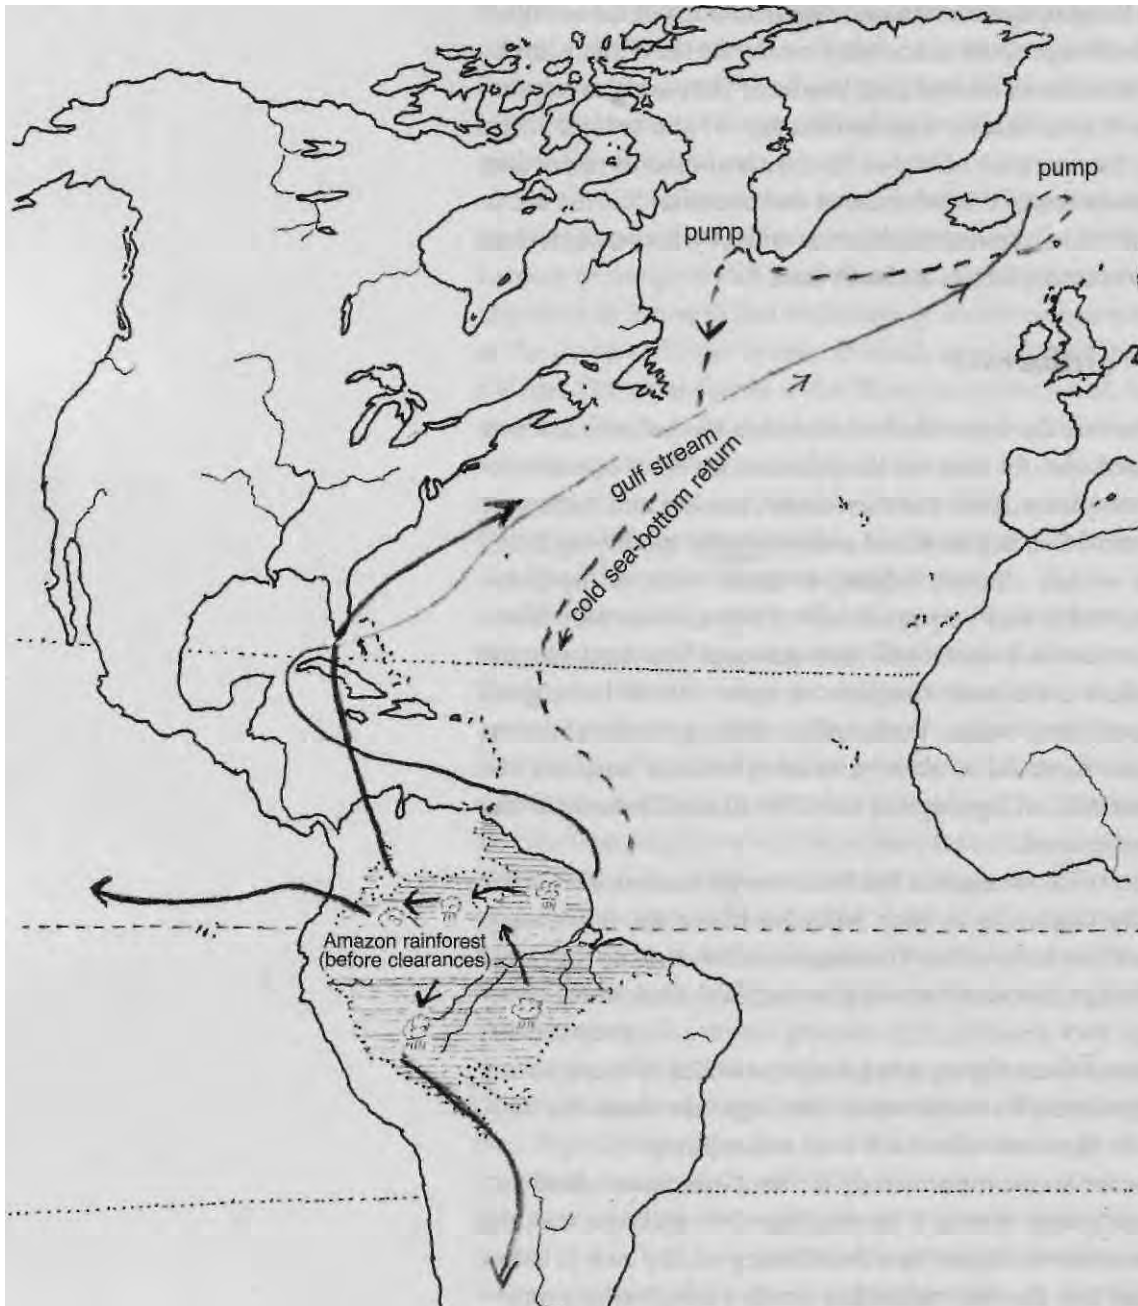 pump
pump
gulf stream
cold sea-bottom return
Amazon rainforest
(before clearances)